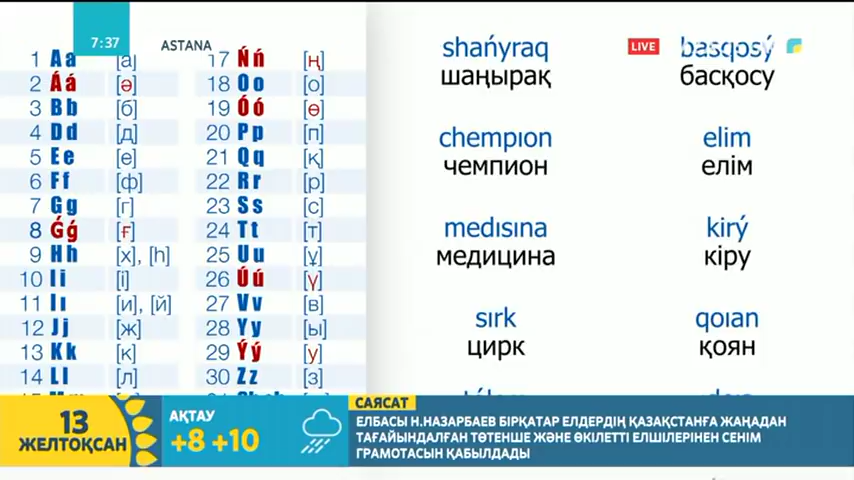 7:37
ASTANA
LIVE
1 Aa [а]
2 Áá [ә]
3 Bb [б]
4 Dd [д]
5 Ee [е]
6 Ff [ф]
7 Gg [г]
8 Ǵǵ [ғ]
9 Hh [х], [һ]
10 Ii [і]
11 Iı [и], [й]
12 Jj [ж]
13 Kk [к]
14 Ll [л]
17 Ńń [ң]
18 Oo [о]
19 Óó [ө]
20 Pp [п]
21 Qq [қ]
22 Rr [р]
23 Ss [с]
24 Tt [т]
25 Uu [ұ]
26 Úú [ү]
27 Vv [в]
28 Yy [ы]
29 Ýý [у]
30 Zz [з]
shańyraq
шаңырақ
chempıon
чемпион
medısına
медицина
sırk
цирк
basqosý
басқосу
elim
елім
kirý
кіру
qoıan
қоян
13
ЖЕЛТОҚСАН
АҚТАУ
+8 +10
САЯСАТ
ЕЛБАСЫ Н.НАЗАРБАЕВ БІРҚАТАР ЕЛДЕРДІҢ ҚАЗАҚСТАНҒА ЖАҢАДАН
ТАҒАЙЫНДАЛҒАН ТӨТЕНШЕ ЖӘНЕ ӨКІЛЕТТІ ЕЛШІЛЕРІНЕН СЕНІМ
ГРАМОТАСЫН ҚАБЫЛДАДЫ